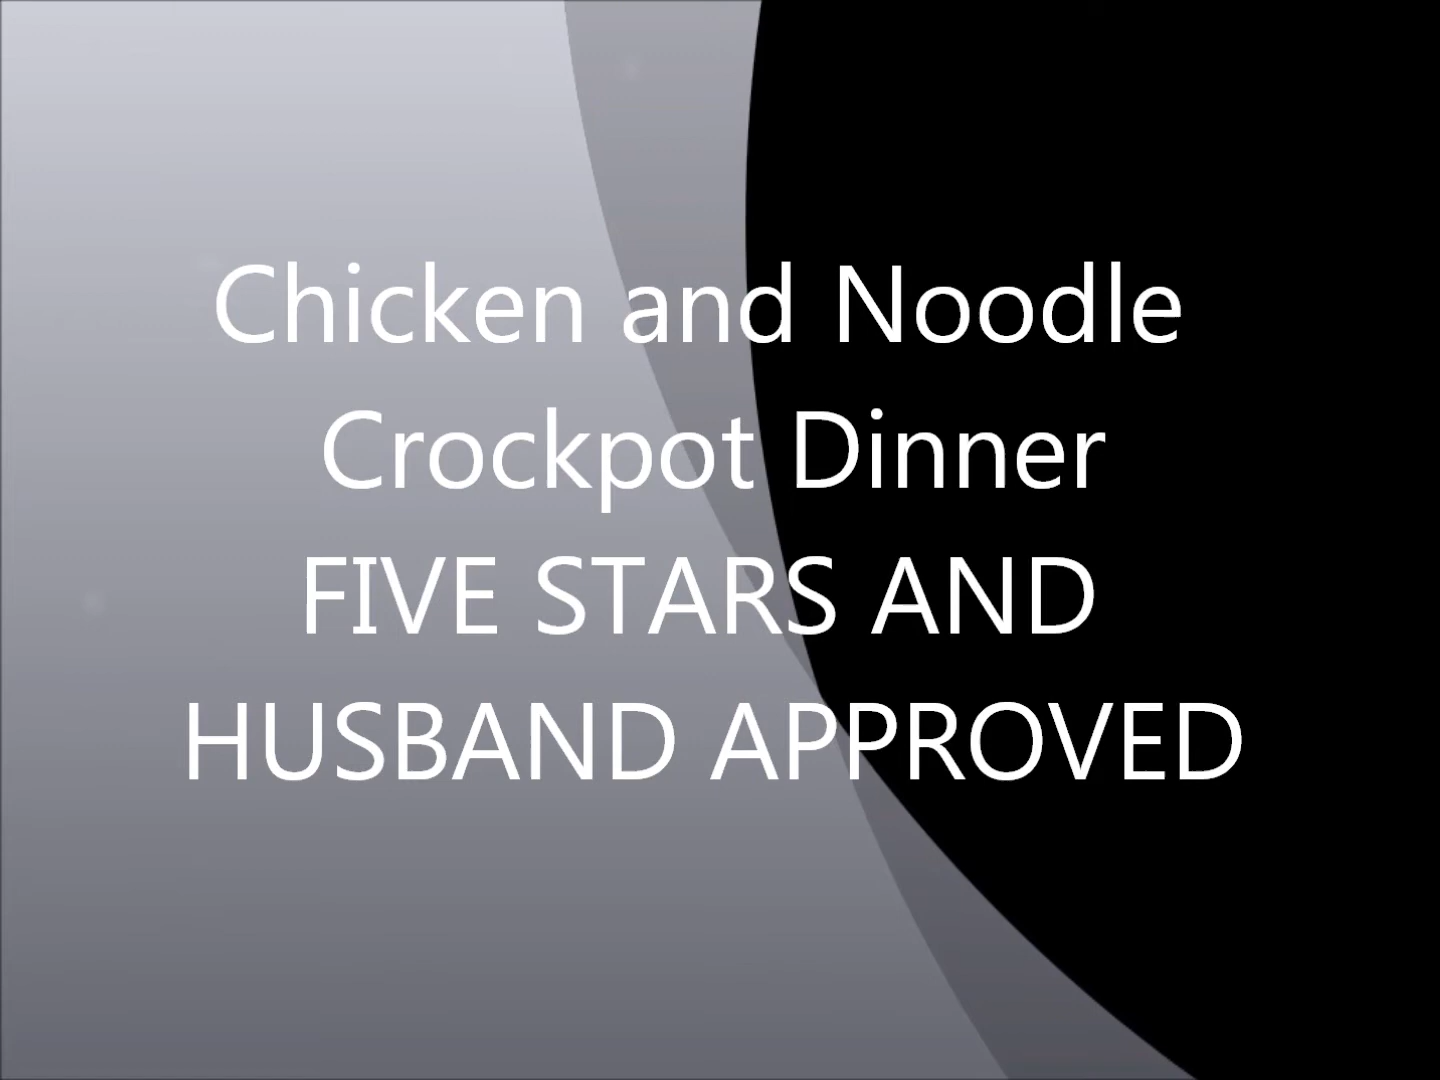 Chicken and Noodle
Crockpot Dinner
FIVE STARS AND
HUSBAND APPROVED